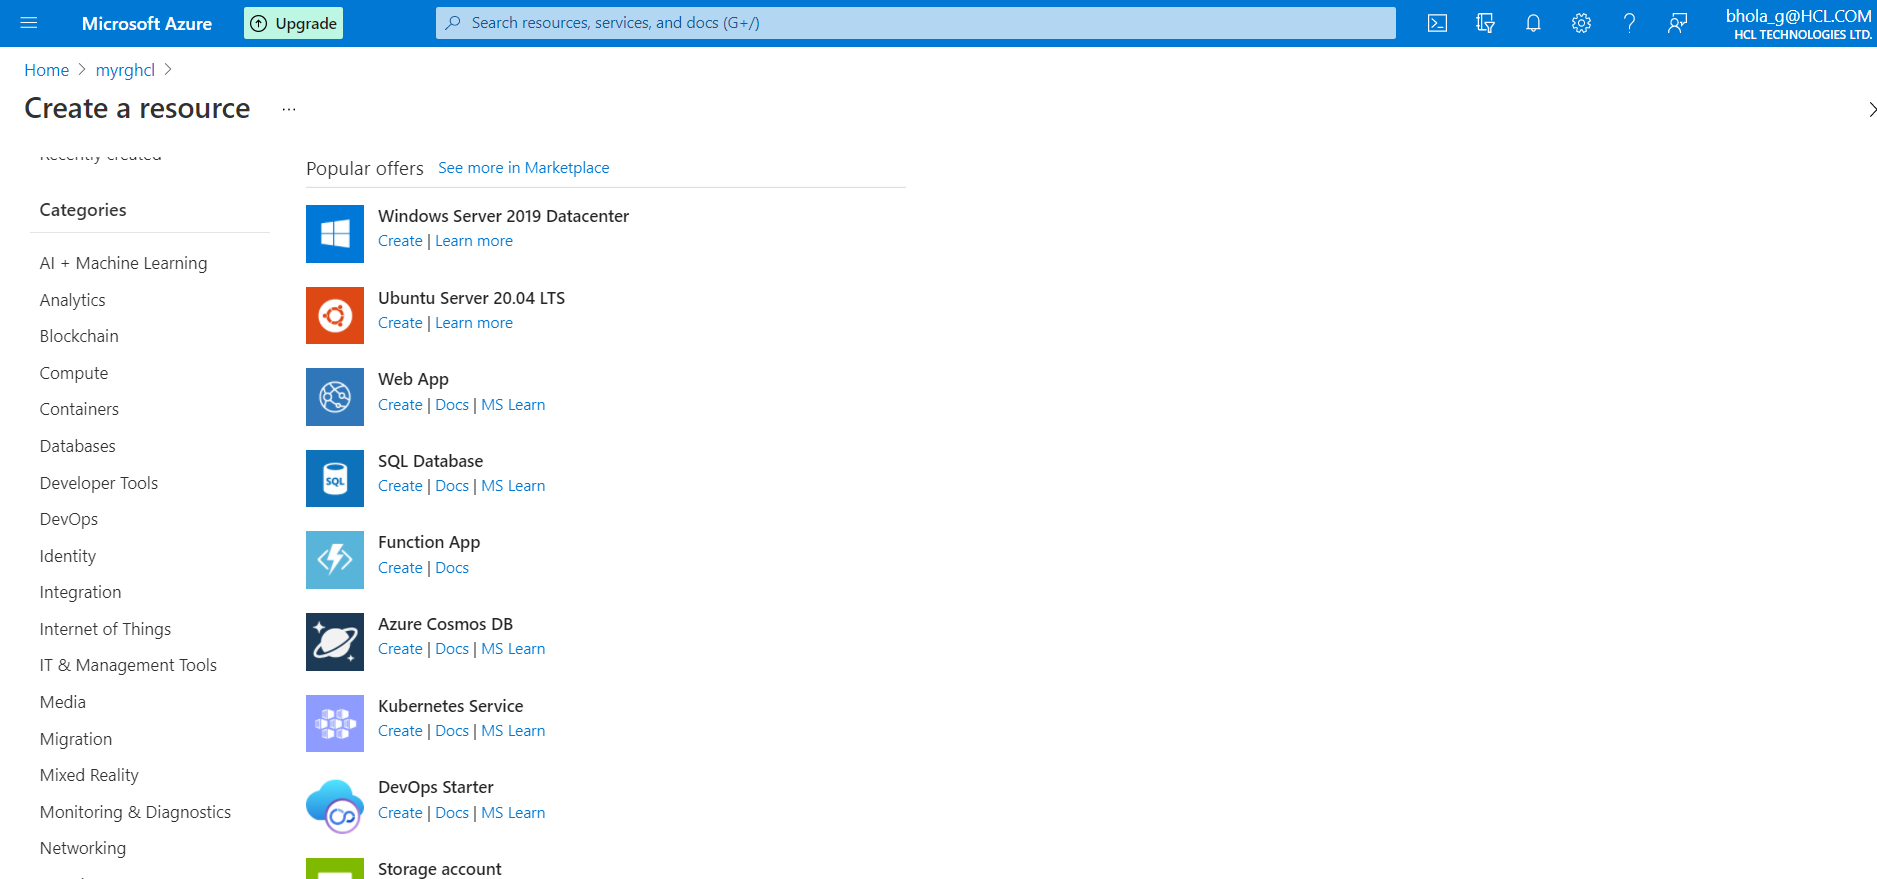 Microsoft Azure
Upgrade
Search resources, services, and docs (G+/)
bhola_g@HCL.COM
HCL TECHNOLOGIES LTD.
Home > myrghcl >
Create a resource ...
Recently created
Categories
AI + Machine Learning
Analytics
Blockchain
Compute
Containers
Databases
Developer Tools
DevOps
Identity
Integration
Internet of Things
IT & Management Tools
Media
Migration
Mixed Reality
Monitoring & Diagnostics
Networking
Popular offers See more in Marketplace
Windows Server 2019 Datacenter
Create | Learn more
Ubuntu Server 20.04 LTS
Create | Learn more
Web App
Create | Docs | MS Learn
SQL
SQL Database
Create | Docs | MS Learn
Function App
Create | Docs
Azure Cosmos DB
Create | Docs | MS Learn
Kubernetes Service
Create | Docs | MS Learn
DevOps Starter
Create | Docs | MS Learn
Storage account